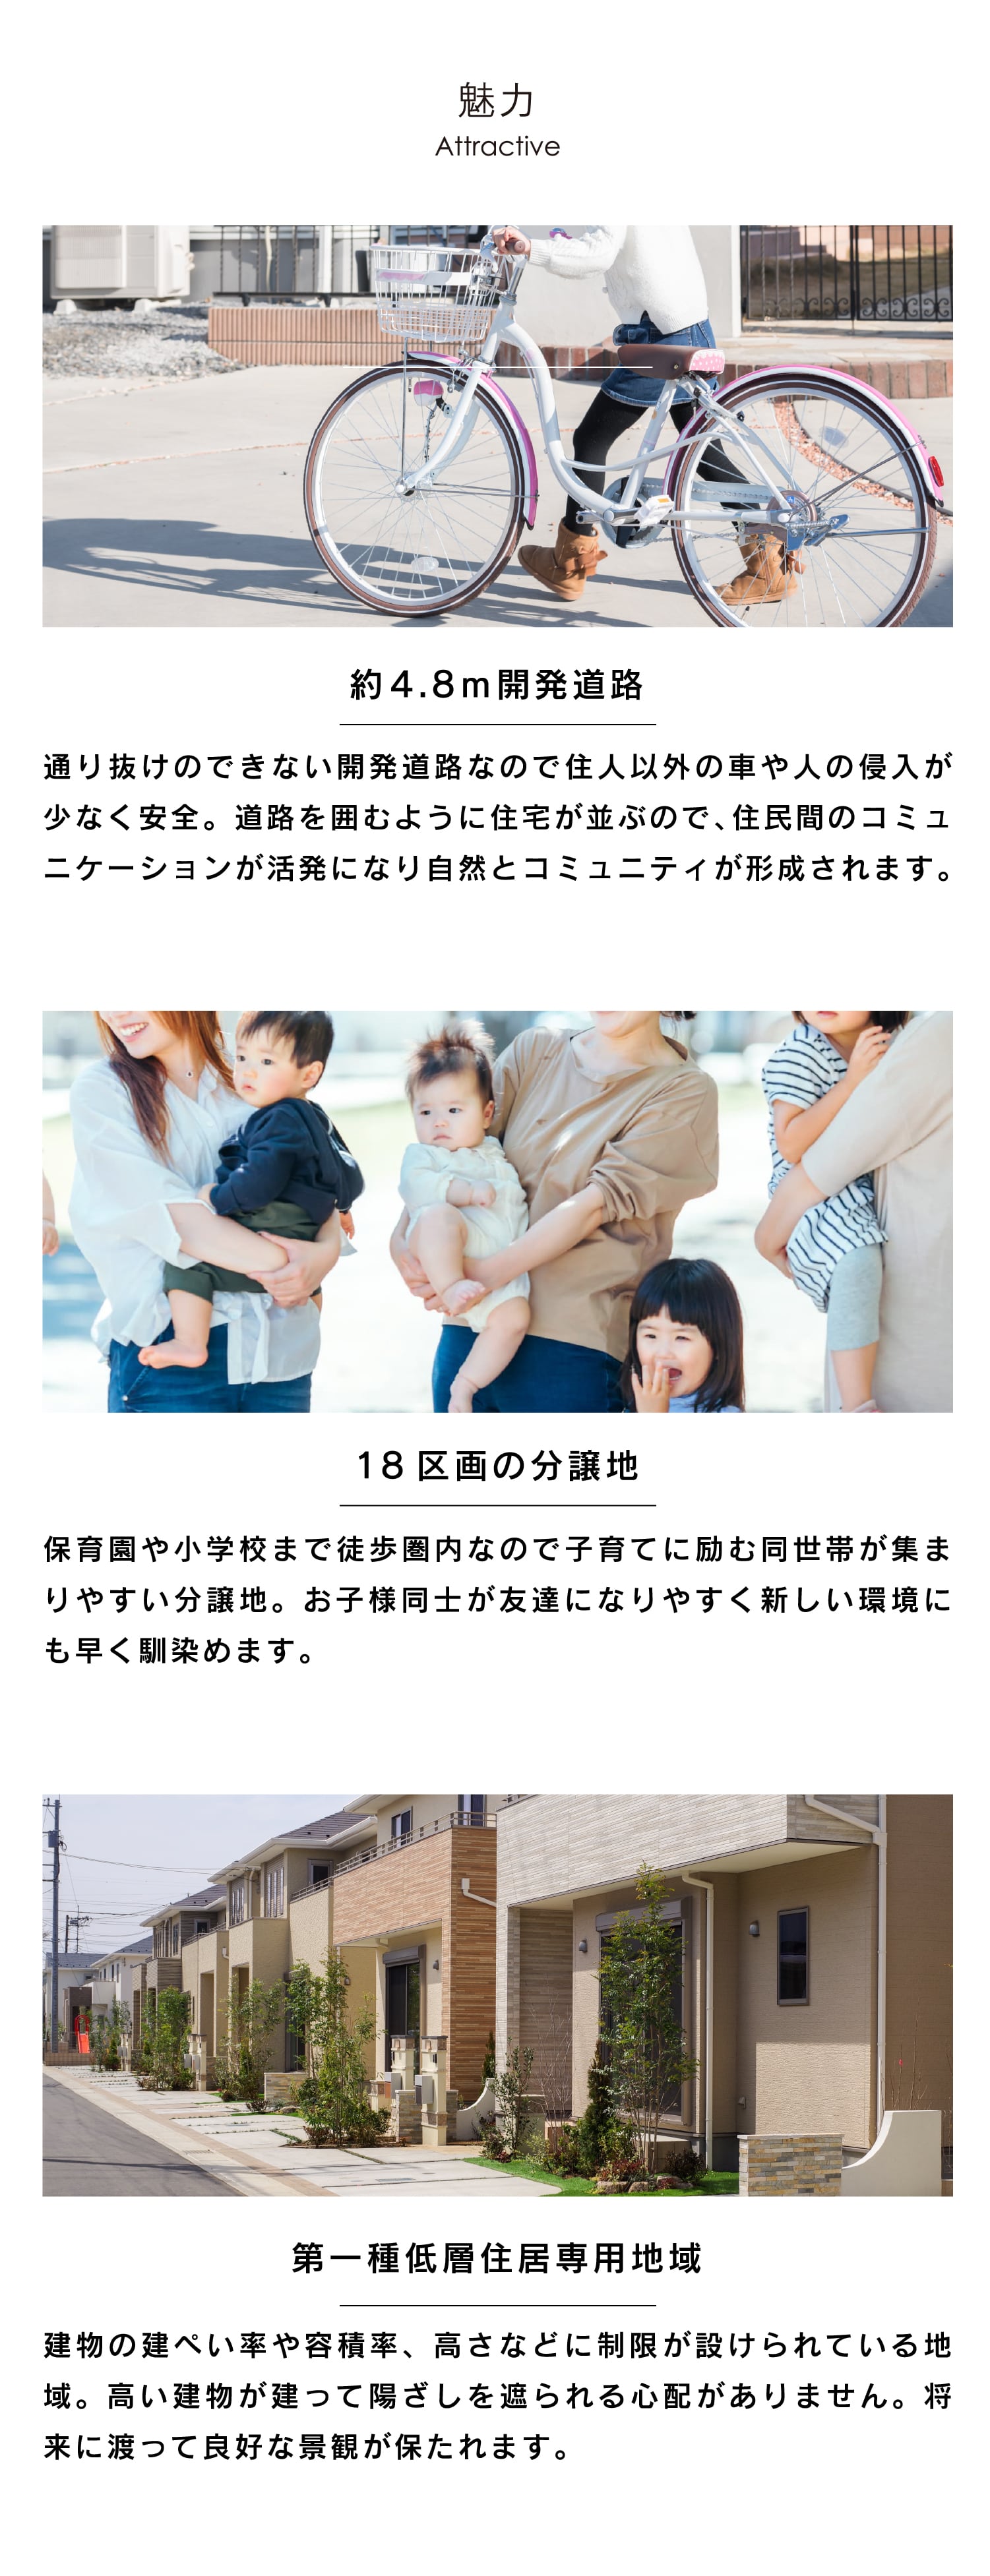 魅力
Attractive
約4.8m開発道路
通り抜けのできない開発道路なので住人以外の車や人の侵入が
少なく安全。道路を囲むように住宅が並ぶので、住民間のコミュ
ニケーションが活発になり自然とコミュニティが形成されます。
18区画の分譲地
保育園や小学校まで徒歩圏内なので子育てに励む同世帯が集ま
りやすい分譲地。お子様同士が友達になりやすく新しい環境に
も早く馴染めます。
第一種低層住居専用地域
建物の建ぺい率や容積率、高さなどに制限が設けられている地
域。高い建物が建って陽ざしを遮られる心配がありません。将
来に渡って良好な景観が保たれます。